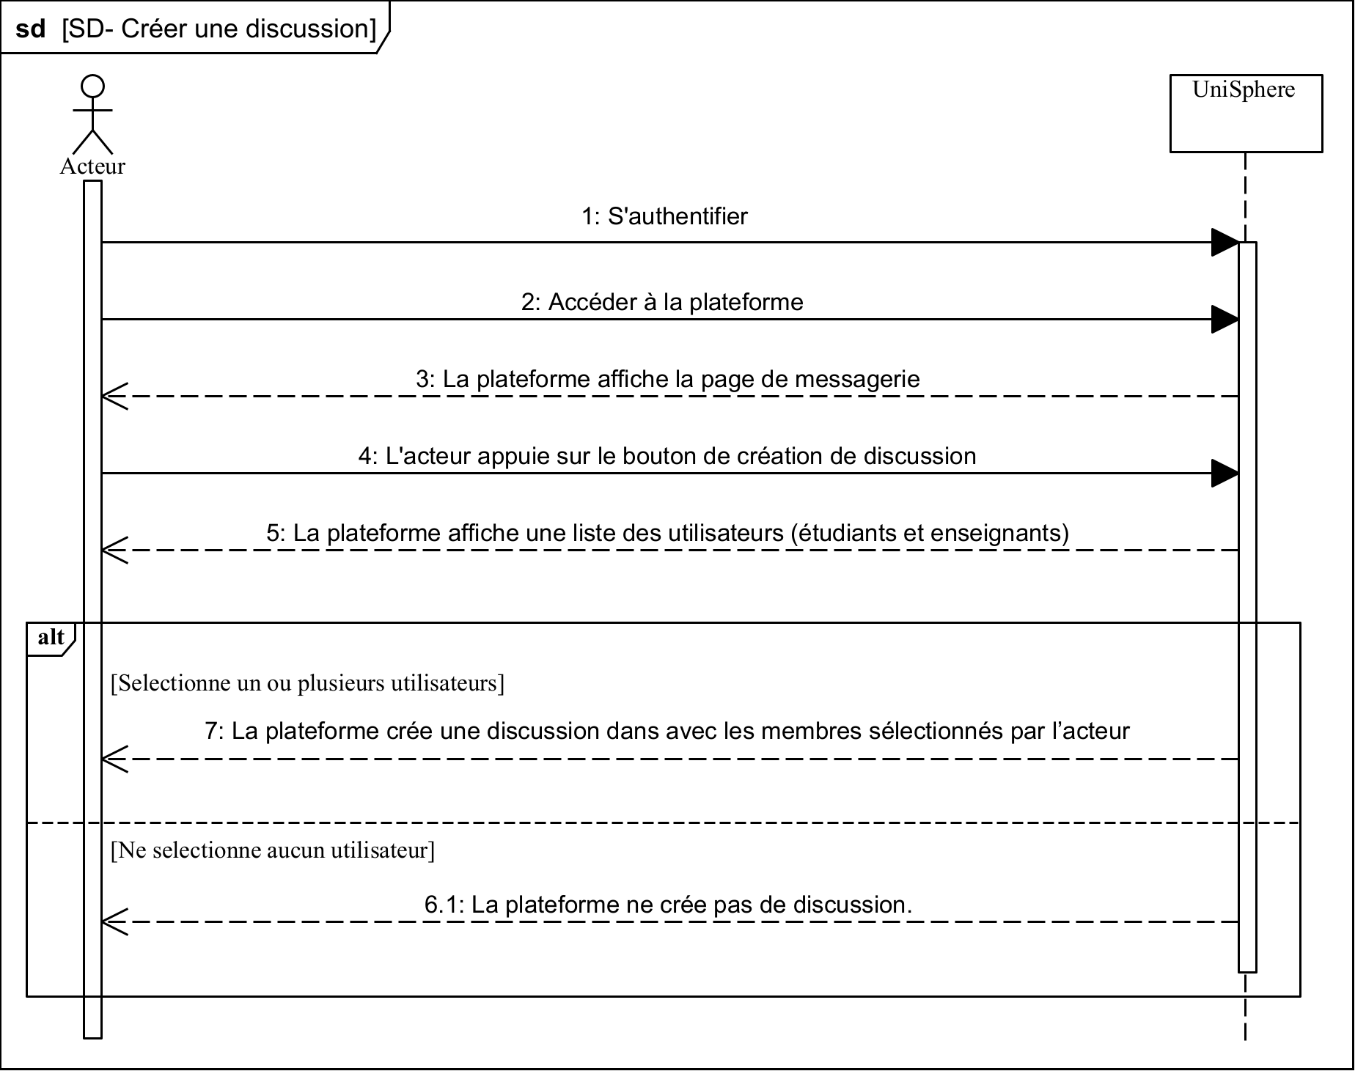 sd [SD- Créer une discussion]
UniSphere
Acteur
1: S'authentifier
2: Accéder à la plateforme
3: La plateforme affiche la page de messagerie
4: L'acteur appuie sur le bouton de création de discussion
5: La plateforme affiche une liste des utilisateurs (étudiants et enseignants)
alt
[Selectionne un ou plusieurs utilisateurs]
7: La plateforme crée une discussion dans avec les membres sélectionnés par l’acteur
[Ne selectionne aucun utilisateur]
6.1: La plateforme ne crée pas de discussion.